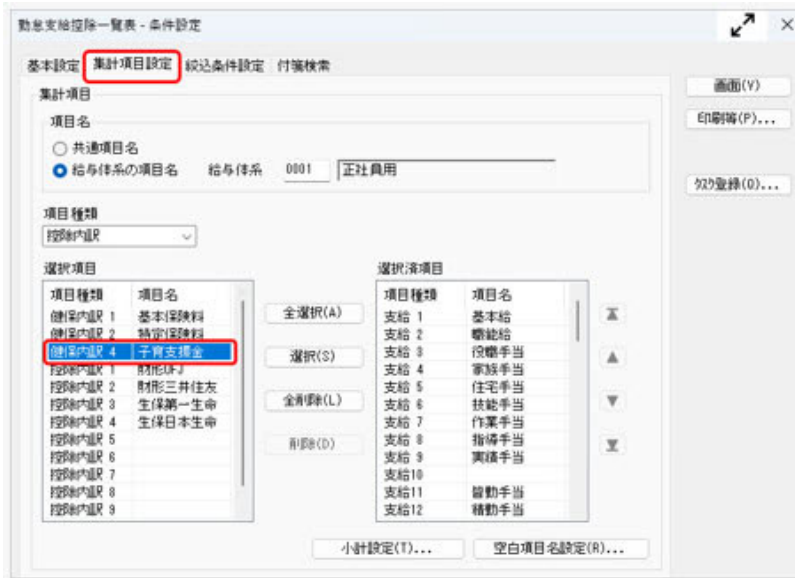 勤怠支給控除一覧表 - 条件設定
基本設定 集計項目設定 絞込条件設定 付箋検索
集計項目
項目名
共通項目名
給与体系の項目名 給与体系 0001 正社員用
項目種類
控除内訳
選択項目
項目種類 項目名
健保内訳 1 基本保険料
健保内訳 2 特定保険料
健保内訳 4 子育支援金
控除内訳 1 財形UFJ
控除内訳 2 財形三井住友
控除内訳 3 生保第一生命
控除内訳 4 生保日本生命
控除内訳 5
控除内訳 6
控除内訳 7
控除内訳 8
控除内訳 9
全選択(A)
選択(S)
全削除(L)
削除(D)
選択済項目
項目種類 項目名
支給 1 基本給
支給 2 職能給
支給 3 役職手当
支給 4 家族手当
支給 5 住宅手当
支給 6 技能手当
支給 7 作業手当
支給 8 指導手当
支給 9 実績手当
支給10
支給11 皆勤手当
支給12 精勤手当
小計設定(T)... 空白項目名設定(R)...
画面(V)
印刷等(P)...
タスク登録(O)...